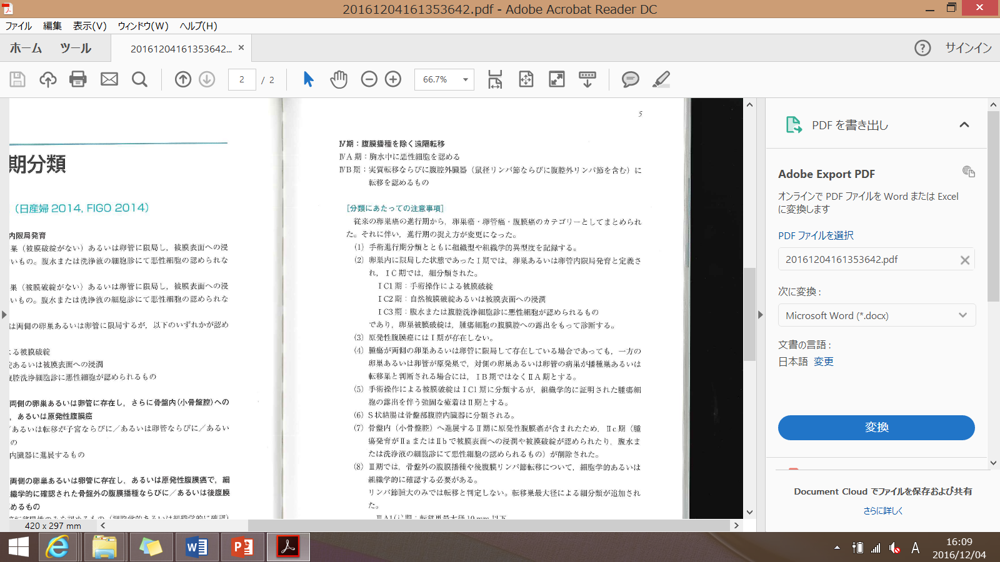 20161204161353642.pdf - Adobe Acrobat Reader DC
ファイル 編集 表示(V) ウィンドウ(W) ヘルプ(H)
ホーム ツール 20161204161353642... × サインイン
2 / 2 66.7%
期分類
(日産婦 2014, FIGO 2014)
内限局発育
巣(被膜破綻がない)あるいは卵管に限局し,被膜表面への浸
いもの。腹水または洗浄液の細胞診にて悪性細胞の認められな
巣(被膜破綻がない)あるいは卵管に限局し,被膜表面への浸
いもの。腹水または洗浄液の細胞診にて悪性細胞の認められな
は両側の卵巣あるいは卵管に限局するが,以下のいずれかが認め
よる被膜破綻
綻あるいは被膜表面への浸潤
腹腔洗浄細胞診に悪性細胞が認められるもの
両側の卵巣あるいは卵管に存在し,さらに骨盤内(小骨盤腔)への
,あるいは原発性腹膜癌
/あるいは転移が子宮ならびに/あるいは卵管ならびに/あるい
の
内臓器に進展するもの
両側の卵巣あるいは卵管に存在し,あるいは原発性腹膜癌で,細
織学的に確認された骨盤外の腹膜播種ならびに/あるいは後腹膜
めるもの
5
Ⅳ期:腹膜播種を除く遠隔転移
ⅣA期:胸水中に悪性細胞を認める
ⅣB期:実質転移ならびに腹腔外臓器(鼠径リンパ節ならびに腹腔外リンパ節を含む)に
転移を認めるもの
[分類にあたっての注意事項]
従来の卵巣癌の進行期から,卵巣癌・卵管癌・腹膜癌のカテゴリーとしてまとめられ
た。それに伴い,進行期の捉え方が変更になった。
(1) 手術進行期分類とともに組織型や組織学的異型度を記録する。
(2) 卵巣内に限局した状態であったⅠ期では,卵巣あるいは卵管内限局発育と定義さ
れ,ⅠC期では,細分類された。
ⅠC1期:手術操作による被膜破綻
ⅠC2期:自然被膜破綻あるいは被膜表面への浸潤
ⅠC3期:腹水または腹腔洗浄細胞診に悪性細胞が認められるもの
であり,卵巣被膜破綻は,腫瘍細胞の腹膜腔への露出をもって診断する。
(3) 原発性腹膜癌にはⅠ期が存在しない。
(4) 腫瘍が両側の卵巣あるいは卵管に限局して存在している場合であっても,一方の
卵巣あるいは卵管が原発巣で,対側の卵巣あるいは卵管の病巣が播種巣あるいは
転移巣と判断される場合には,ⅠB期ではなくⅡA期とする。
(5) 手術操作による被膜破綻はⅠC1期に分類するが,組織学的に証明された腫瘍細
胞の露出を伴う強固な癒着はⅡ期とする。
(6) S状結腸は骨盤部腹腔内臓器に分類される。
(7) 骨盤内(小骨盤腔)へ進展するⅡ期に原発性腹膜癌が含まれたため,Ⅱc期(腫
瘍発育がⅡaまたはⅡbで被膜表面への浸潤や被膜破綻が認められたり,腹水ま
たは洗浄液の細胞診にて悪性細胞の認められるもの)が削除された。
(8) Ⅲ期では,骨盤外の腹膜播種や後腹膜リンパ節転移について,細胞学的あるいは
組織学的に確認する必要がある。
リンパ節腫大のみでは転移と判定しない。転移巣最大径による細分類が追加され
た。
ⅢA1(i)期:転移巣最大径10mm以下
420 x 297 mm
PDF を書き出し
Adobe Export PDF
オンラインで PDF ファイルを Word または Excel
に変換します
PDF ファイルを選択
20161204161353642.pdf
次に変換 :
Microsoft Word (*.docx)
文書の言語 :
日本語 変更
変換
Document Cloud でファイルを保存および共有
さらに詳しく
A 16:09
2016/12/04